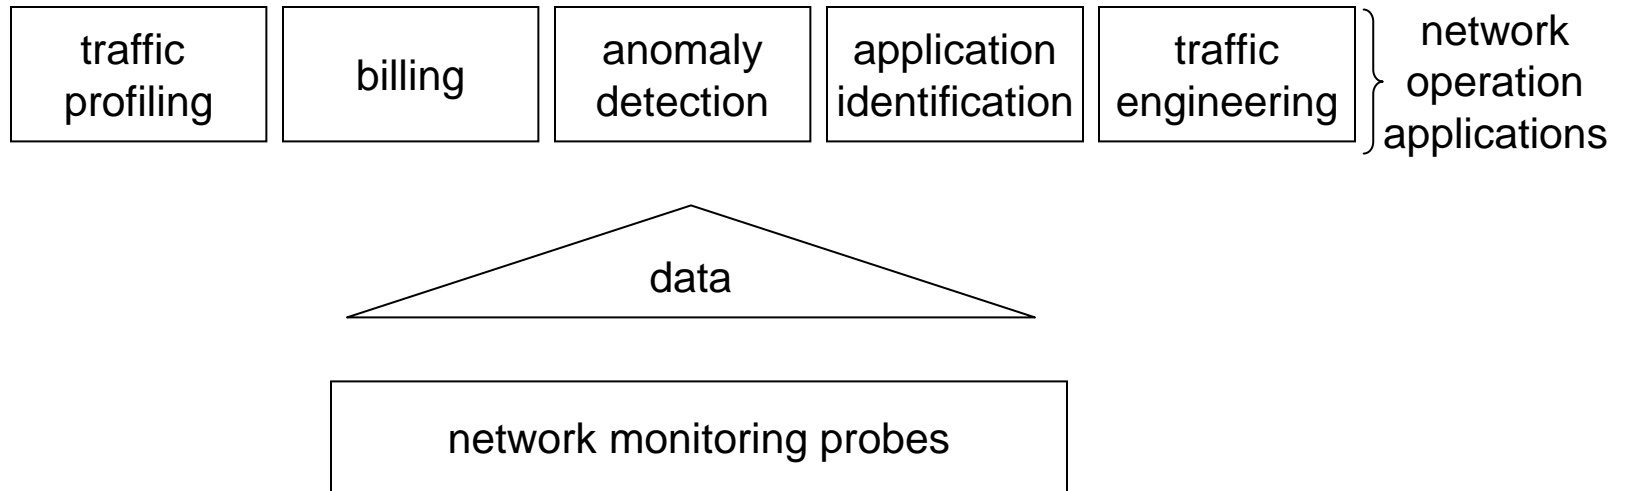 traffic
profiling
billing
anomaly
detection
application
identification
traffic
engineering
network
operation
applications
data
network monitoring probes